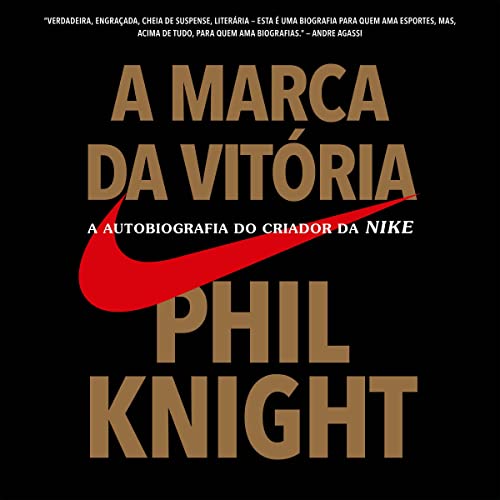 "VERDADEIRA, ENGRAÇADA, CHEIA DE SUSPENSE, LITERÁRIA – ESTA É UMA BIOGRAFIA PARA QUEM AMA ESPORTES, MAS,
ACIMA DE TUDO, PARA QUEM AMA BIOGRAFIAS." – ANDRE AGASSI
A MARCA
DA VITÓRIA
A AUTOBIOGRAFIA DO CRIADOR DA NIKE
PHIL
KNIGHT